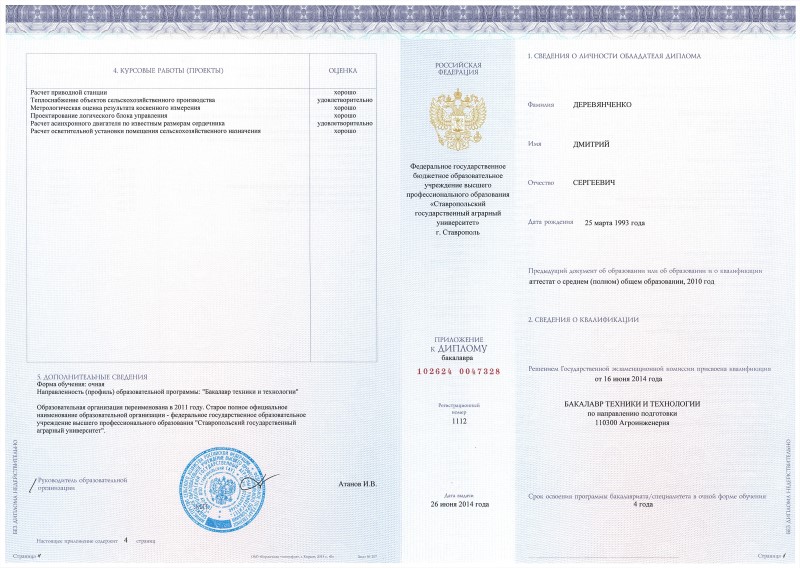 4. КУРСОВЫЕ РАБОТЫ (ПРОЕКТЫ)
ОЦЕНКА
Расчет приводной станции хорошо
Теплоснабжение объектов сельскохозяйственного производства удовлетворительно
Метрологическая оценка результата косвенного измерения хорошо
Проектирование логического блока управления хорошо
Расчет асинхронного двигателя по известным размерам сердечника удовлетворительно
Расчет осветительной установки помещения сельскохозяйственного назначения хорошо
5. ДОПОЛНИТЕЛЬНЫЕ СВЕДЕНИЯ
Форма обучения: очная
Направленность (профиль) образовательной программы: "Бакалавр техники и технологии"
Образовательная организация переименована в 2011 году. Старое полное официальное
наименование образовательной организации - федеральное государственное образовательное
учреждение высшего профессионального образования "Ставропольский государственный
аграрный университет".
Руководитель образовательной
организации
Атанов И.В.
М.П.
Настоящее приложение содержит 4 страниц
Страница 4
БЕЗ ДИПЛОМА НЕДЕЙСТВИТЕЛЬНО
РОССИЙСКАЯ
ФЕДЕРАЦИЯ
Федеральное государственное
бюджетное образовательное
учреждение высшего
профессионального образования
«Ставропольский
государственный аграрный
университет»
г. Ставрополь
ПРИЛОЖЕНИЕ
к ДИПЛОМУ
бакалавра
102624 0047328
Регистрационный
номер
1112
Дата выдачи
26 июня 2014 года
1. СВЕДЕНИЯ О ЛИЧНОСТИ ОБЛАДАТЕЛЯ ДИПЛОМА
Фамилия ДЕРЕВЯНЧЕНКО
Имя ДМИТРИЙ
Отчество СЕРГЕЕВИЧ
Дата рождения 25 марта 1993 года
Предыдущий документ об образовании или об образовании и о квалификации
аттестат о среднем (полном) общем образовании, 2010 год
2. СВЕДЕНИЯ О КВАЛИФИКАЦИИ
Решением Государственной экзаменационной комиссии присвоена квалификация
от 16 июня 2014 года
БАКАЛАВР ТЕХНИКИ И ТЕХНОЛОГИИ
по направлению подготовки
110300 Агроинженерия
Срок освоения программы бакалавриата/специалитета в очной форме обучения
4 года
Страница 1
БЕЗ ДИПЛОМА НЕДЕЙСТВИТЕЛЬНО